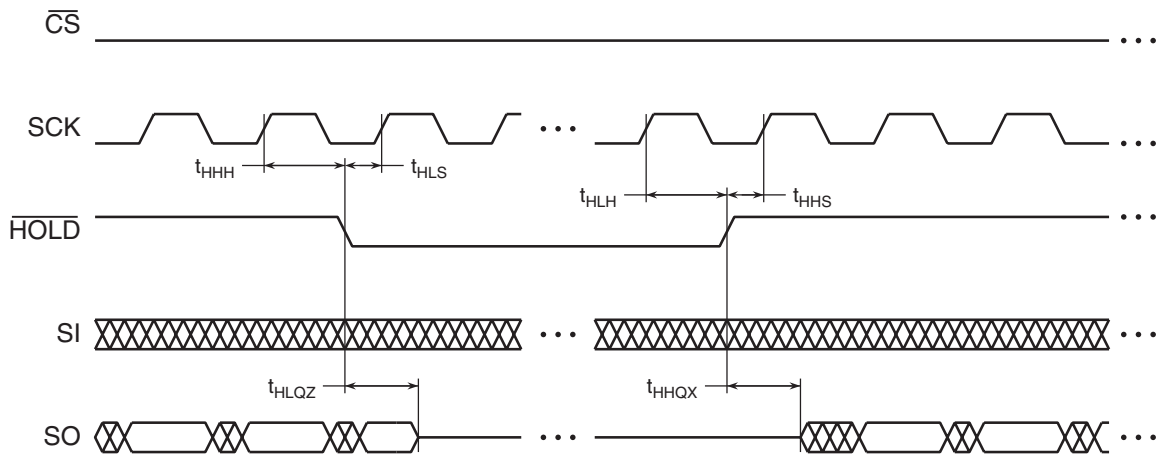 CS
• • •
SCK
• • •
• • •
tHHH
tHLS
tHLH
tHHS
HOLD
• • •
SI
• • •
• • •
tHLQZ
tHHQX
SO
• • •
• • •